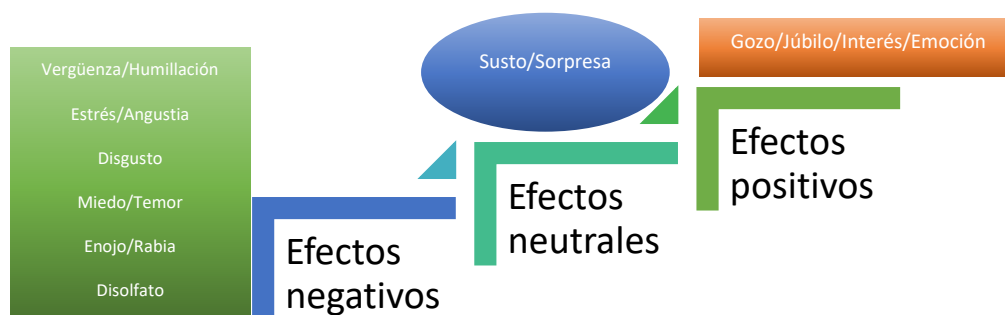 Vergüenza/Humillación
Estrés/Angustia
Disgusto
Miedo/Temor
Enojo/Rabia
Disolfato
Efectos
negativos
Susto/Sorpresa
Efectos
neutrales
Gozo/Júbilo/Interés/Emoción
Efectos
positivos